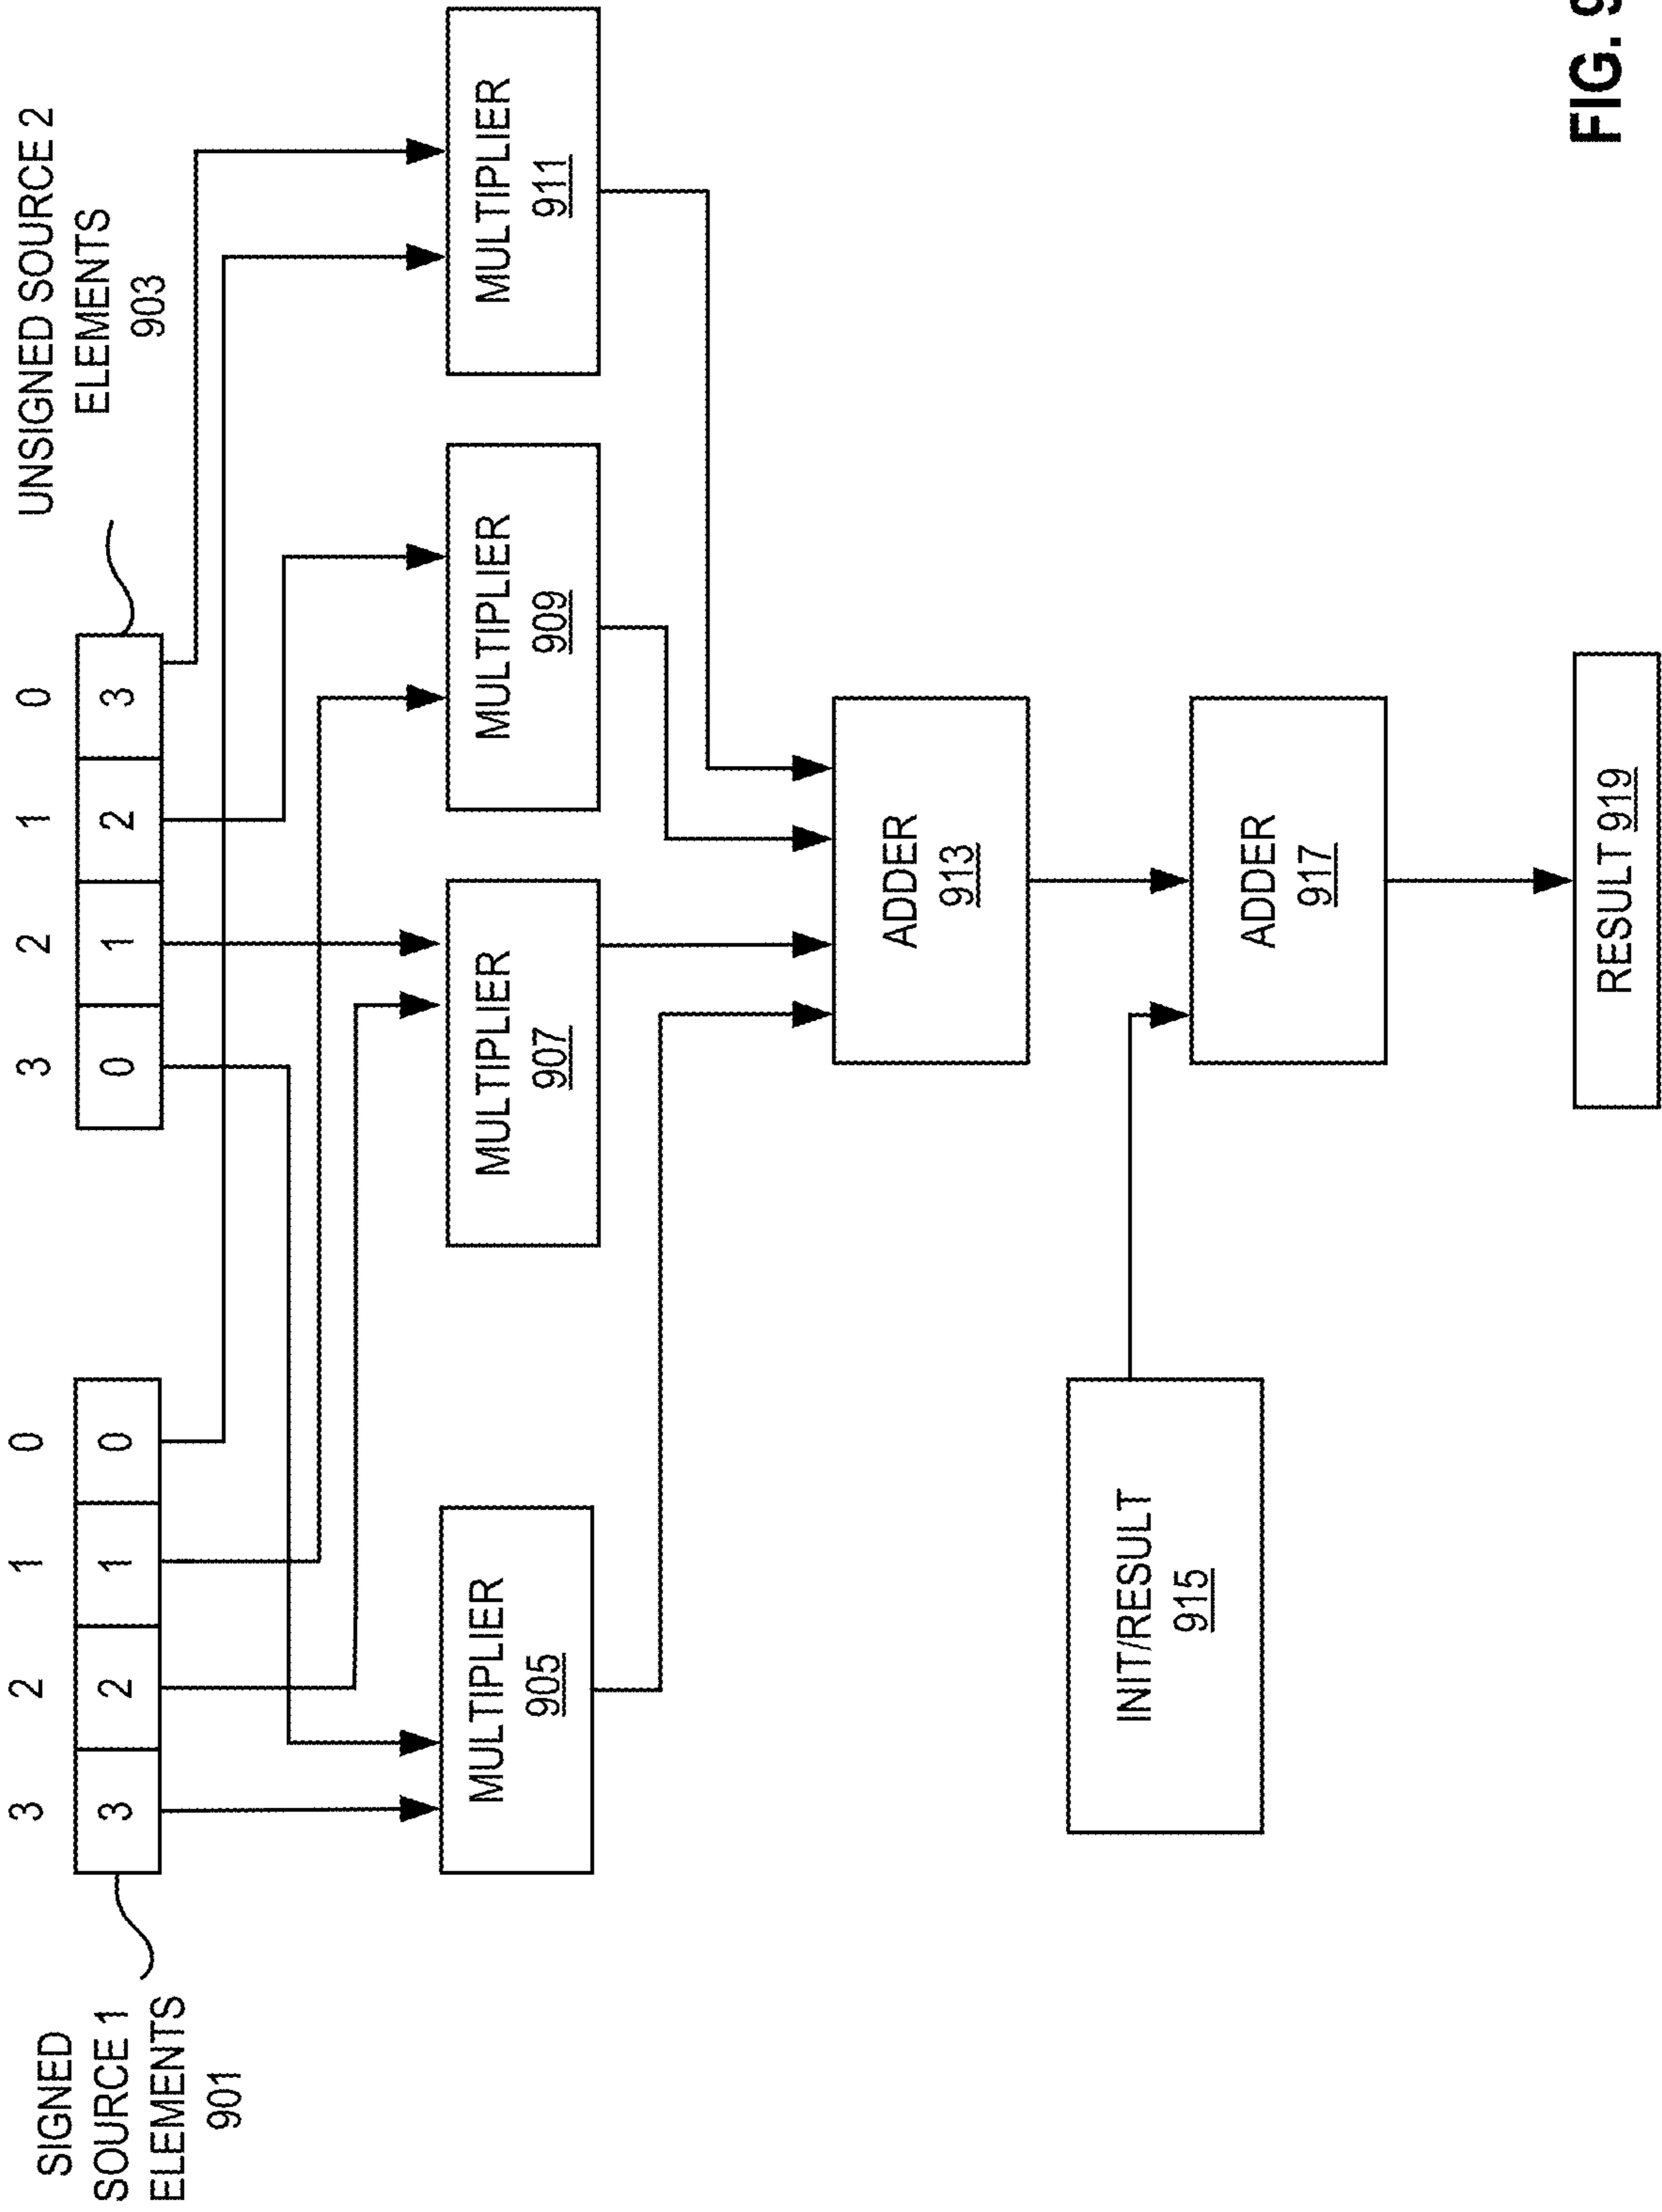 3 2 1 0
3 2 1 0
SIGNED
SOURCE 1
ELEMENTS
901
3 2 1 0
0 1 2 3
UNSIGNED SOURCE 2
ELEMENTS
903
MULTIPLIER
905
MULTIPLIER
907
MULTIPLIER
909
MULTIPLIER
911
ADDER
913
INIT/RESULT
915
ADDER
917
RESULT 919
FIG. 9